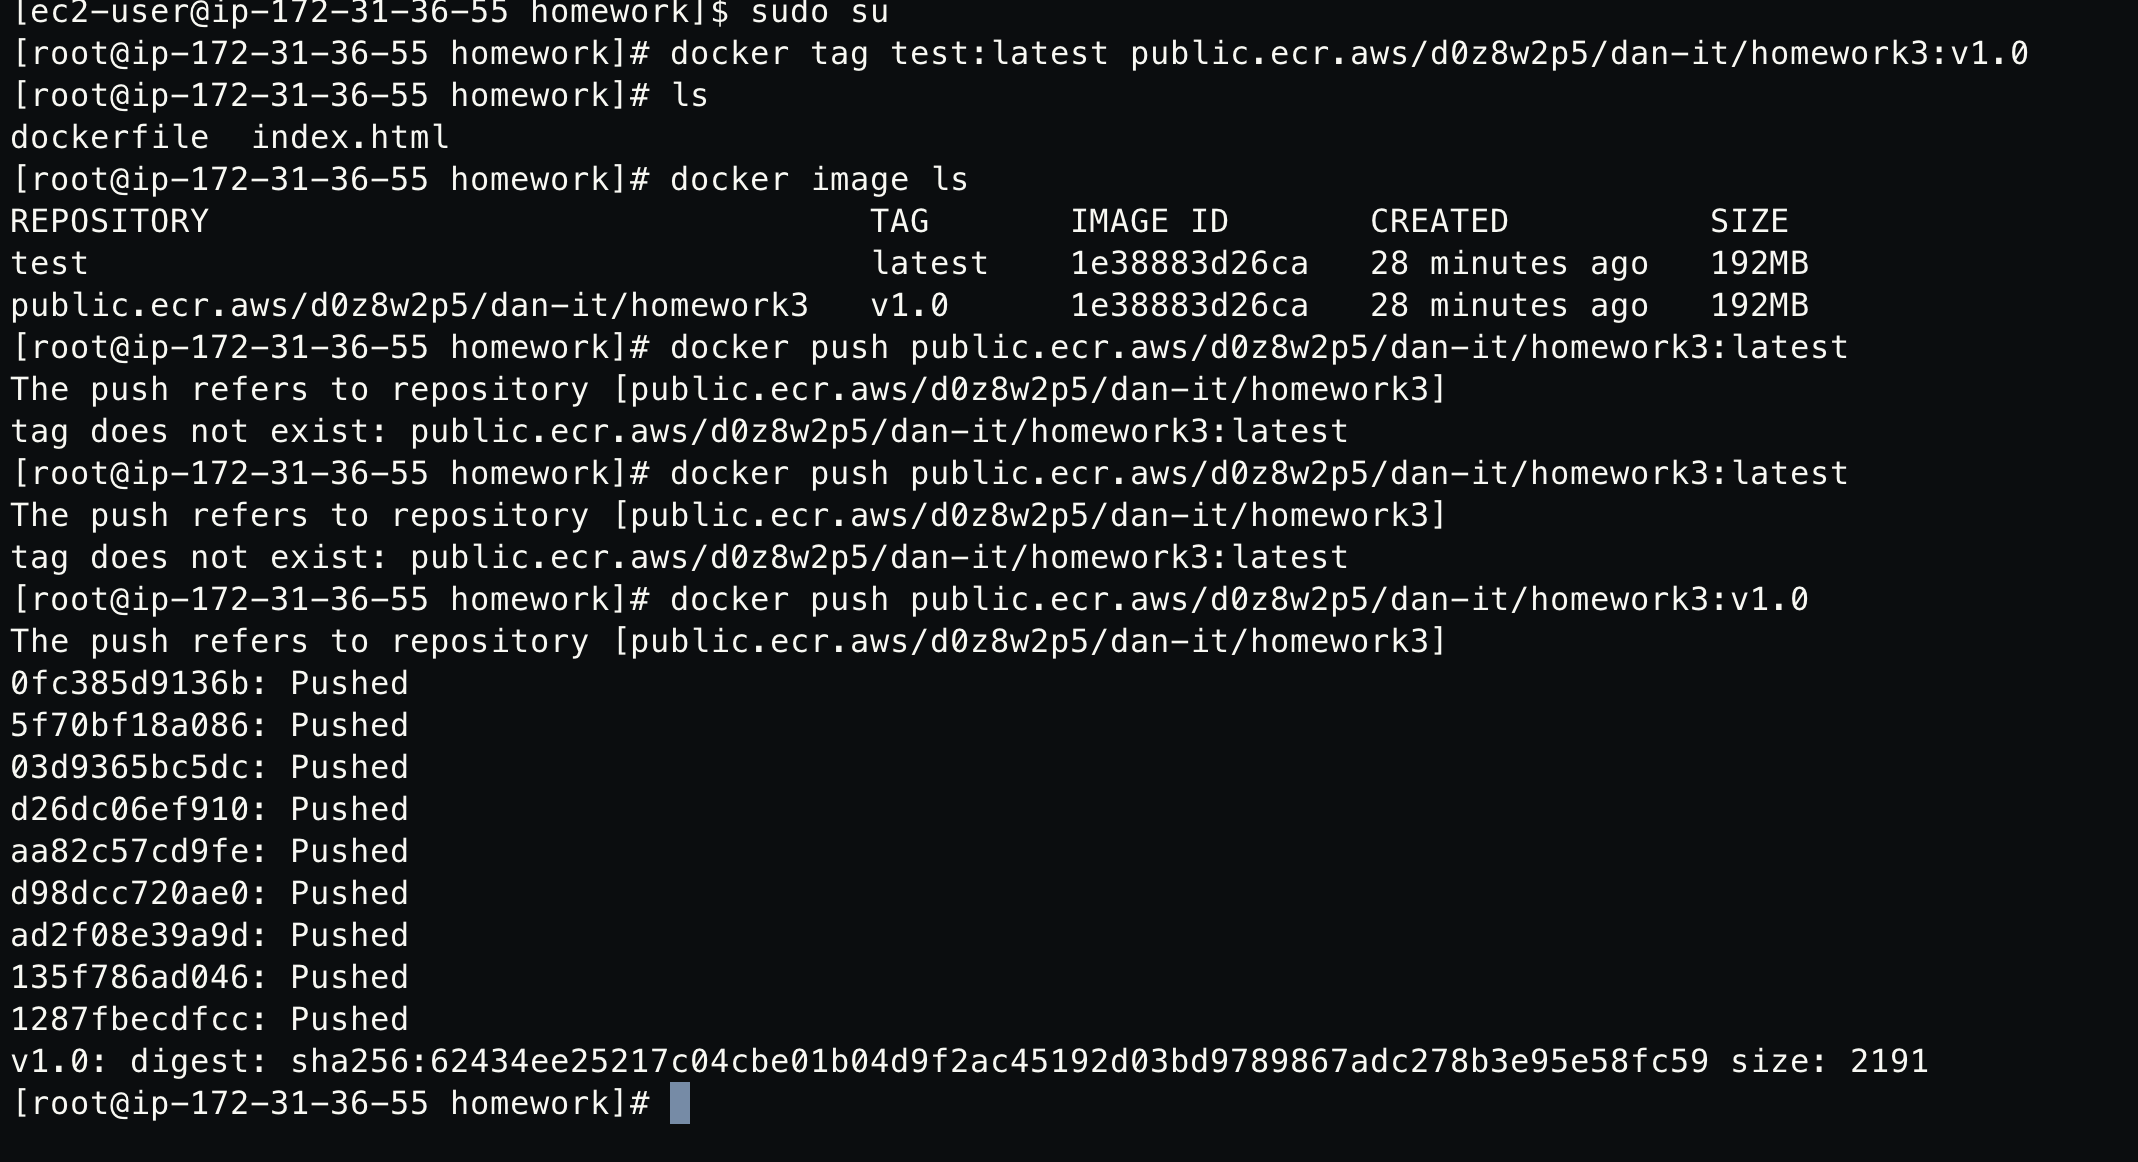 [ec2-user@ip-172-31-36-55 homework]$ sudo su
[root@ip-172-31-36-55 homework]# docker tag test:latest public.ecr.aws/d0z8w2p5/dan-it/homework3:v1.0
[root@ip-172-31-36-55 homework]# ls
dockerfile  index.html
[root@ip-172-31-36-55 homework]# docker image ls
REPOSITORY                                 TAG       IMAGE ID       CREATED          SIZE
test                                       latest    1e38883d26ca   28 minutes ago   192MB
public.ecr.aws/d0z8w2p5/dan-it/homework3   v1.0      1e38883d26ca   28 minutes ago   192MB
[root@ip-172-31-36-55 homework]# docker push public.ecr.aws/d0z8w2p5/dan-it/homework3:latest
The push refers to repository [public.ecr.aws/d0z8w2p5/dan-it/homework3]
tag does not exist: public.ecr.aws/d0z8w2p5/dan-it/homework3:latest
[root@ip-172-31-36-55 homework]# docker push public.ecr.aws/d0z8w2p5/dan-it/homework3:latest
The push refers to repository [public.ecr.aws/d0z8w2p5/dan-it/homework3]
tag does not exist: public.ecr.aws/d0z8w2p5/dan-it/homework3:latest
[root@ip-172-31-36-55 homework]# docker push public.ecr.aws/d0z8w2p5/dan-it/homework3:v1.0
The push refers to repository [public.ecr.aws/d0z8w2p5/dan-it/homework3]
0fc385d9136b: Pushed
5f70bf18a086: Pushed
03d9365bc5dc: Pushed
d26dc06ef910: Pushed
aa82c57cd9fe: Pushed
d98dcc720ae0: Pushed
ad2f08e39a9d: Pushed
135f786ad046: Pushed
1287fbecdfcc: Pushed
v1.0: digest: sha256:62434ee25217c04cbe01b04d9f2ac45192d03bd9789867adc278b3e95e58fc59 size: 2191
[root@ip-172-31-36-55 homework]#